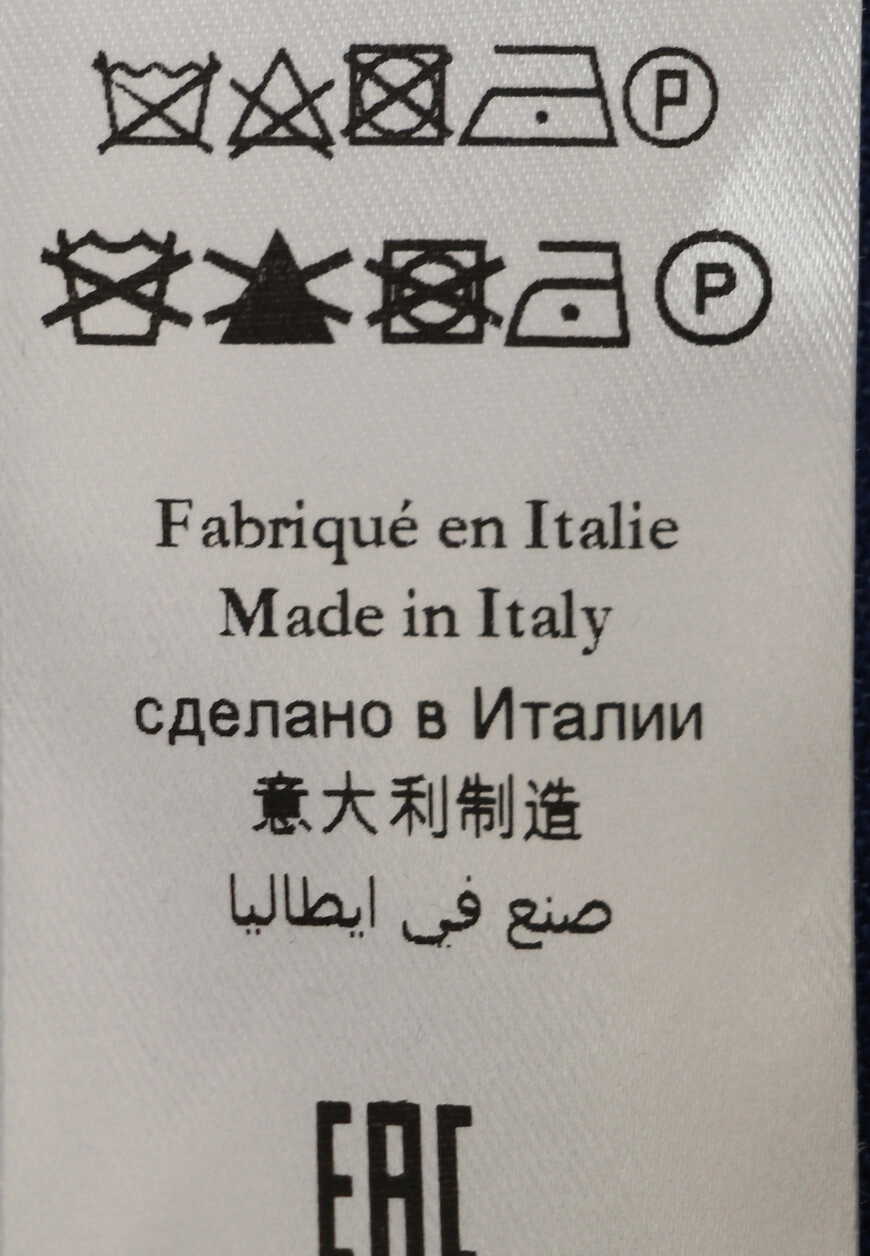 P
P
Fabriqué en Italie
Made in Italy
сделано в Италии
意大利制造
صنع في ايطاليا
EAC